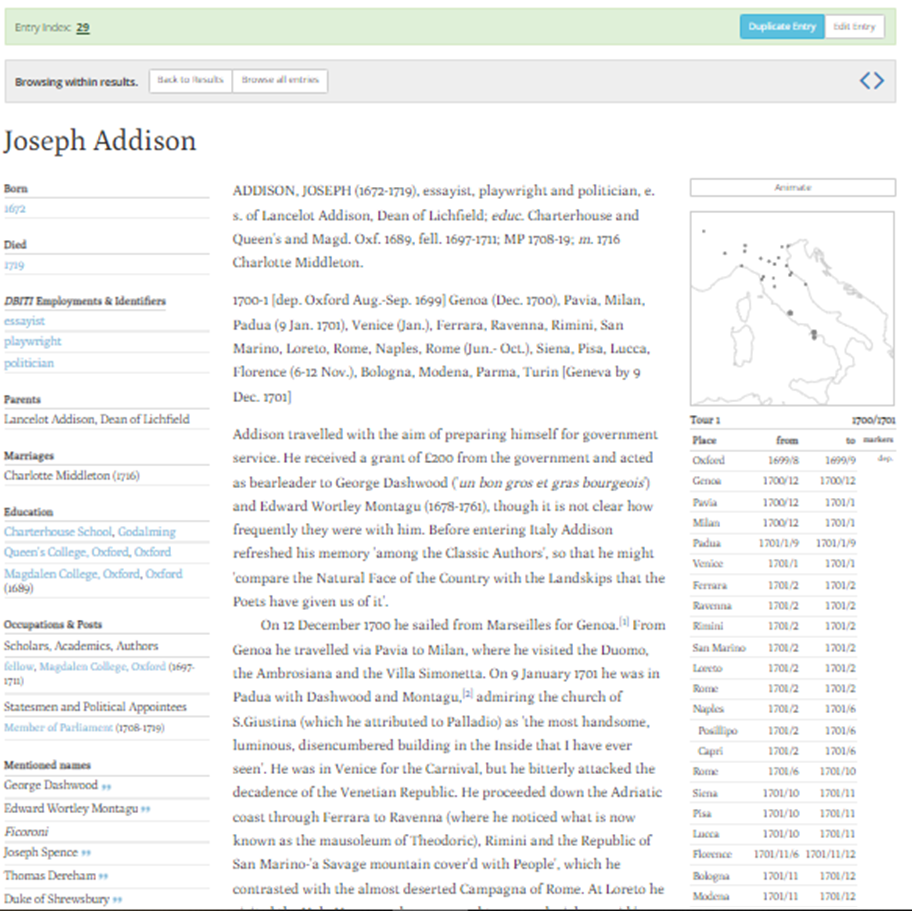 Entry Index: 29
Duplicate Entry
Edit Entry
Browsing within results.
Back to Results
Browse all entries
Joseph Addison
Born
1672
Died
1719
DBITI Employments & Identifiers
essayist
playwright
politician
Parents
Lancelot Addison, Dean of Lichfield
Marriages
Charlotte Middleton (1716)
Education
Charterhouse School, Godalming
Queen's College, Oxford, Oxford
Magdalen College, Oxford, Oxford
(1689)
Occupations & Posts
Scholars, Academics, Authors
fellow, Magdalen College, Oxford (1697-
1711)
Statesmen and Political Appointees
Member of Parliament (1708-1719)
Mentioned names
George Dashwood
Edward Wortley Montagu
Ficoroni
Joseph Spence
Thomas Dereham
Duke of Shrewsbury
ADDISON, JOSEPH (1672-1719), essayist, playwright and politician, e.
s. of Lancelot Addison, Dean of Lichfield; educ. Charterhouse and
Queen's and Magd. Oxf. 1689, fell. 1697-1711; MP 1708-19; m. 1716
Charlotte Middleton.
1700-1 [dep. Oxford Aug.-Sep. 1699] Genoa (Dec. 1700), Pavia, Milan,
Padua (9 Jan. 1701), Venice (Jan.), Ferrara, Ravenna, Rimini, San
Marino, Loreto, Rome, Naples, Rome (Jun.- Oct.), Siena, Pisa, Lucca,
Florence (6-12 Nov.), Bologna, Modena, Parma, Turin [Geneva by 9
Dec. 1701]
Addison travelled with the aim of preparing himself for government
service. He received a grant of £200 from the government and acted
as bearleader to George Dashwood ('un bon gros et gras bourgeois')
and Edward Wortley Montagu (1678-1761), though it is not clear how
frequently they were with him. Before entering Italy Addison
refreshed his memory 'among the Classic Authors', so that he might
'compare the Natural Face of the Country with the Landskips that the
Poets have given us of it'.
On 12 December 1700 he sailed from Marseilles for Genoa.[1] From
Genoa he travelled via Pavia to Milan, where he visited the Duomo,
the Ambrosiana and the Villa Simonetta. On 9 January 1701 he was in
Padua with Dashwood and Montagu,[2] admiring the church of
S.Giustina (which he attributed to Palladio) as 'the most handsome,
luminous, disencumbered building in the Inside that I have ever
seen'. He was in Venice for the Carnival, but he bitterly attacked the
decadence of the Venetian Republic. He proceeded down the Adriatic
coast through Ferrara to Ravenna (where he noticed what is now
known as the mausoleum of Theodoric), Rimini and the Republic of
San Marino-'a Savage mountain cover'd with People', which he
contrasted with the almost deserted Campagna of Rome. At Loreto he
Animate
Tour 1 1700/1701
Place from to markers
Oxford 1699/8 1699/9 dep.
Genoa 1700/12 1700/12
Pavia 1700/12 1701/1
Milan 1700/12 1701/1
Padua 1701/1/9 1701/1/9
Venice 1701/1 1701/1
Ferrara 1701/2 1701/2
Ravenna 1701/2 1701/2
Rimini 1701/2 1701/2
San Marino 1701/2 1701/2
Loreto 1701/2 1701/2
Rome 1701/2 1701/2
Naples 1701/2 1701/6
Posillipo 1701/2 1701/6
Capri 1701/2 1701/6
Rome 1701/6 1701/10
Siena 1701/10 1701/11
Pisa 1701/10 1701/11
Lucca 1701/10 1701/11
Florence 1701/11/6 1701/11/12
Bologna 1701/11 1701/12
Modena 1701/11 1701/12